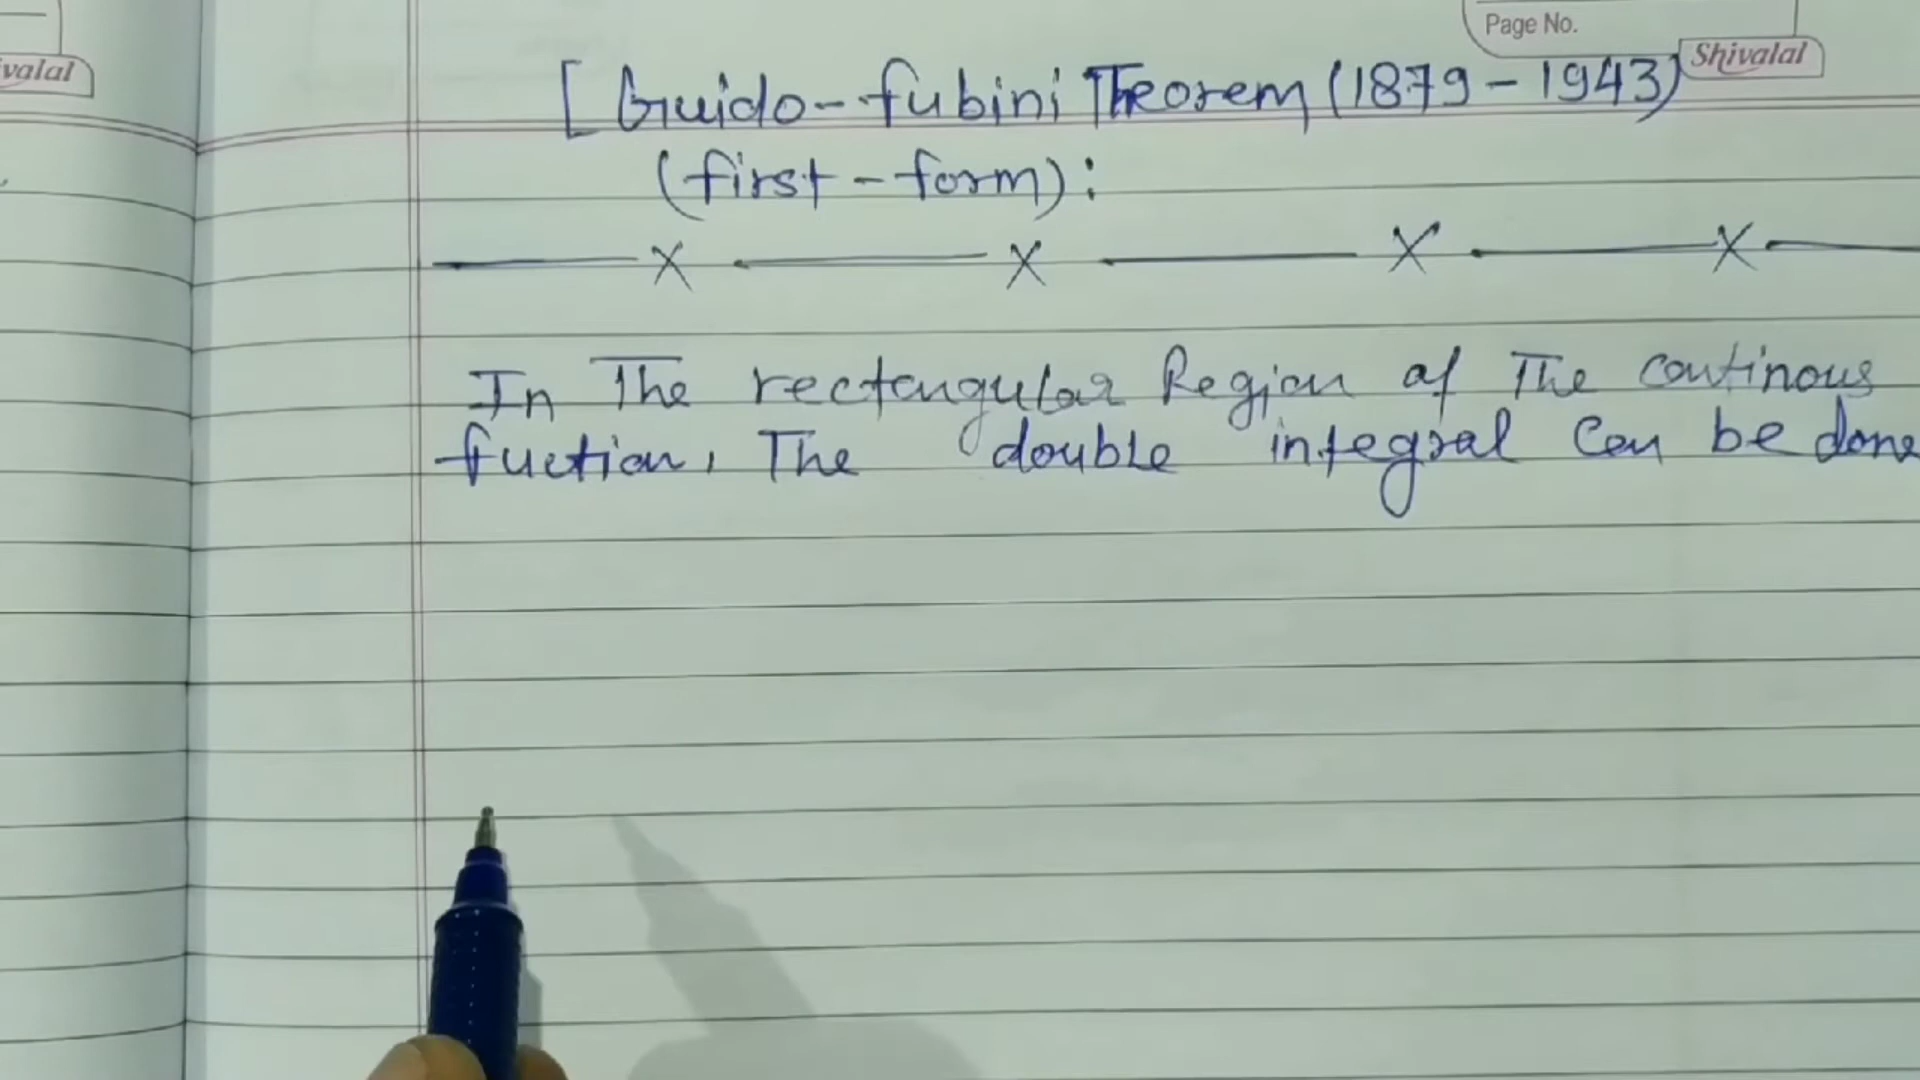 Page No.
Shivalal
valal
[ Guido-fubini Theorem (1879-1943)
(first-form):
In The rectangular Region of The continous
fuction, The double integral can be done